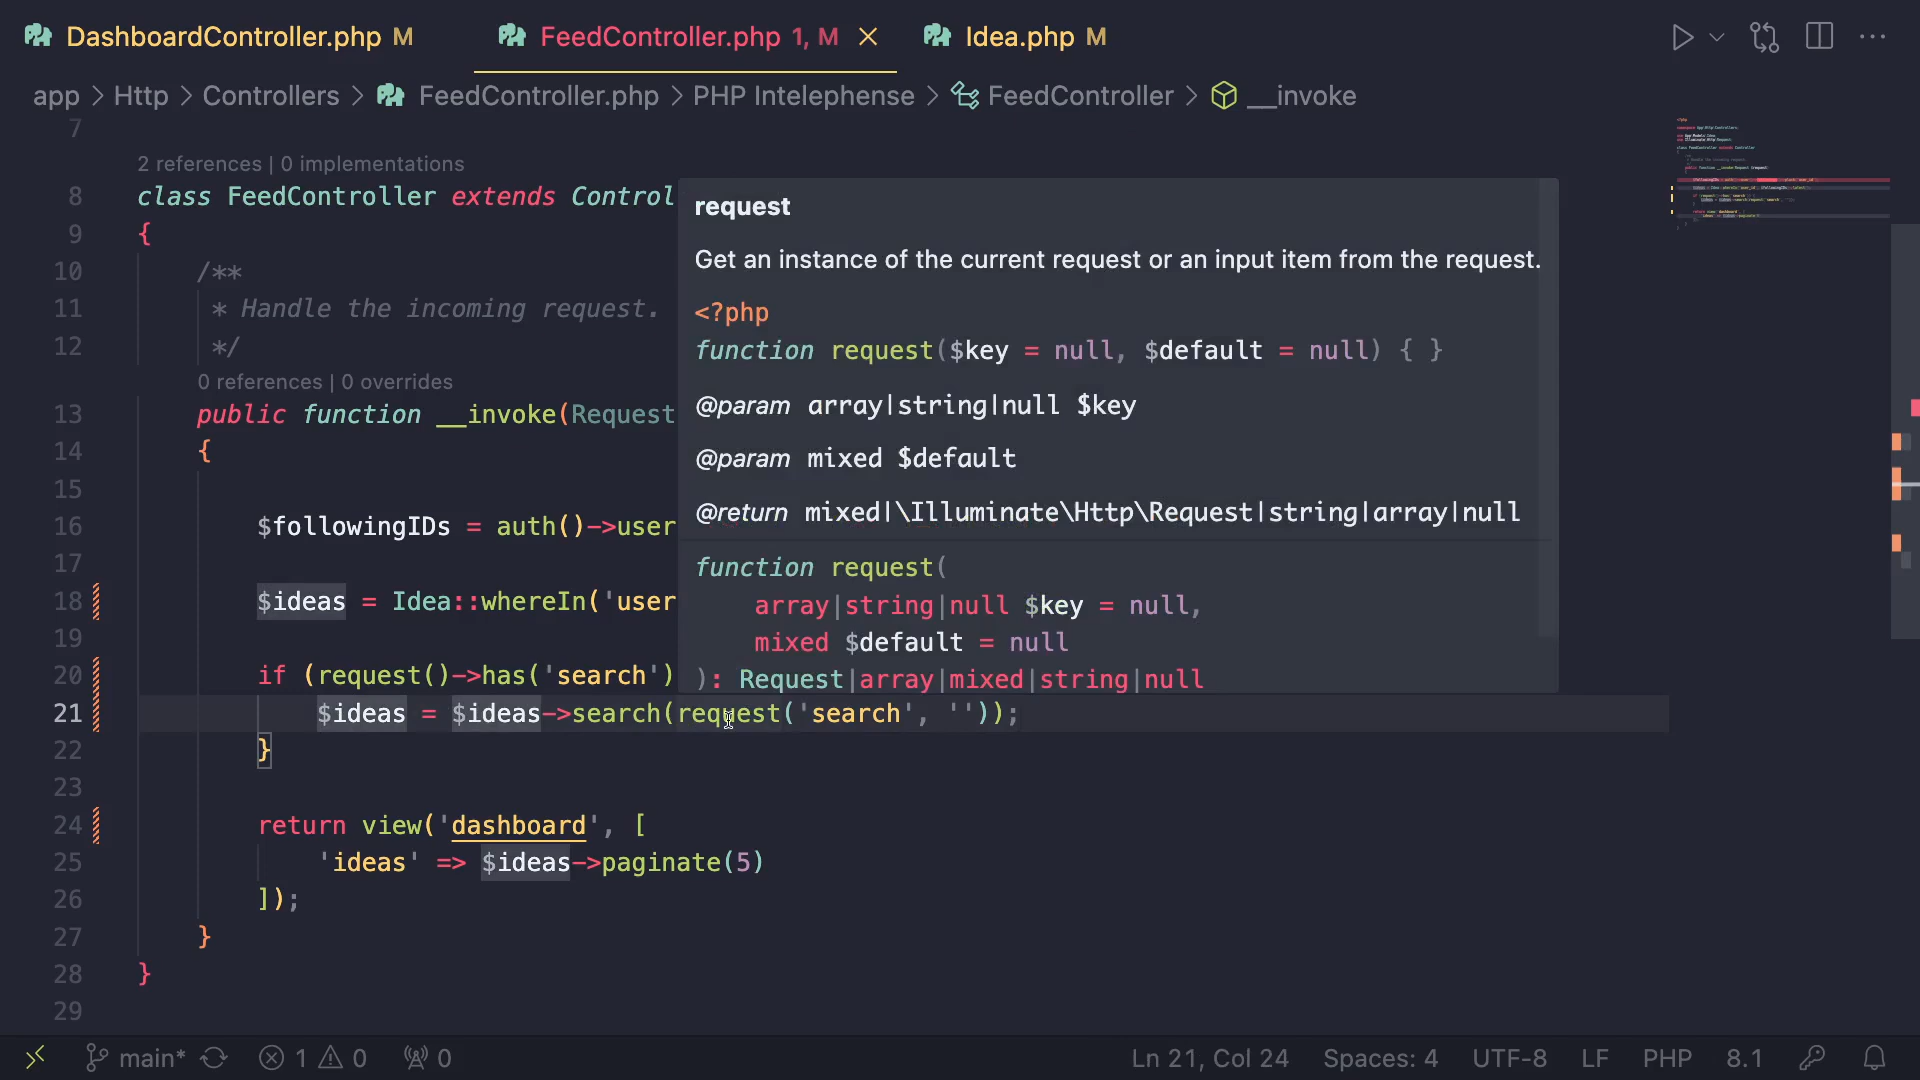 DashboardController.php M
FeedController.php 1, M
Idea.php M
app > Http > Controllers > FeedController.php > PHP Intelephense > FeedController > __invoke
7
2 references | 0 implementations
8 class FeedController extends Control
9 {
10 /**
11 * Handle the incoming request.
12 */
0 references | 0 overrides
13 public function __invoke(Request
14 {
15
16 $followingIDs = auth()->user
17
18 $ideas = Idea::whereIn('user
19
20 if (request()->has('search')
21 $ideas = $ideas->search(request('search', ''));
22 }
23
24 return view('dashboard', [
25 'ideas' => $ideas->paginate(5)
26 ]);
27 }
28 }
29
request
Get an instance of the current request or an input item from the request.
<?php
function request($key = null, $default = null) { }
@param array|string|null $key
@param mixed $default
@return mixed|\Illuminate\Http\Request|string|array|null
function request(
array|string|null $key = null,
mixed $default = null
): Request|array|mixed|string|null
main* 1 0 0
Ln 21, Col 24 Spaces: 4 UTF-8 LF PHP 8.1